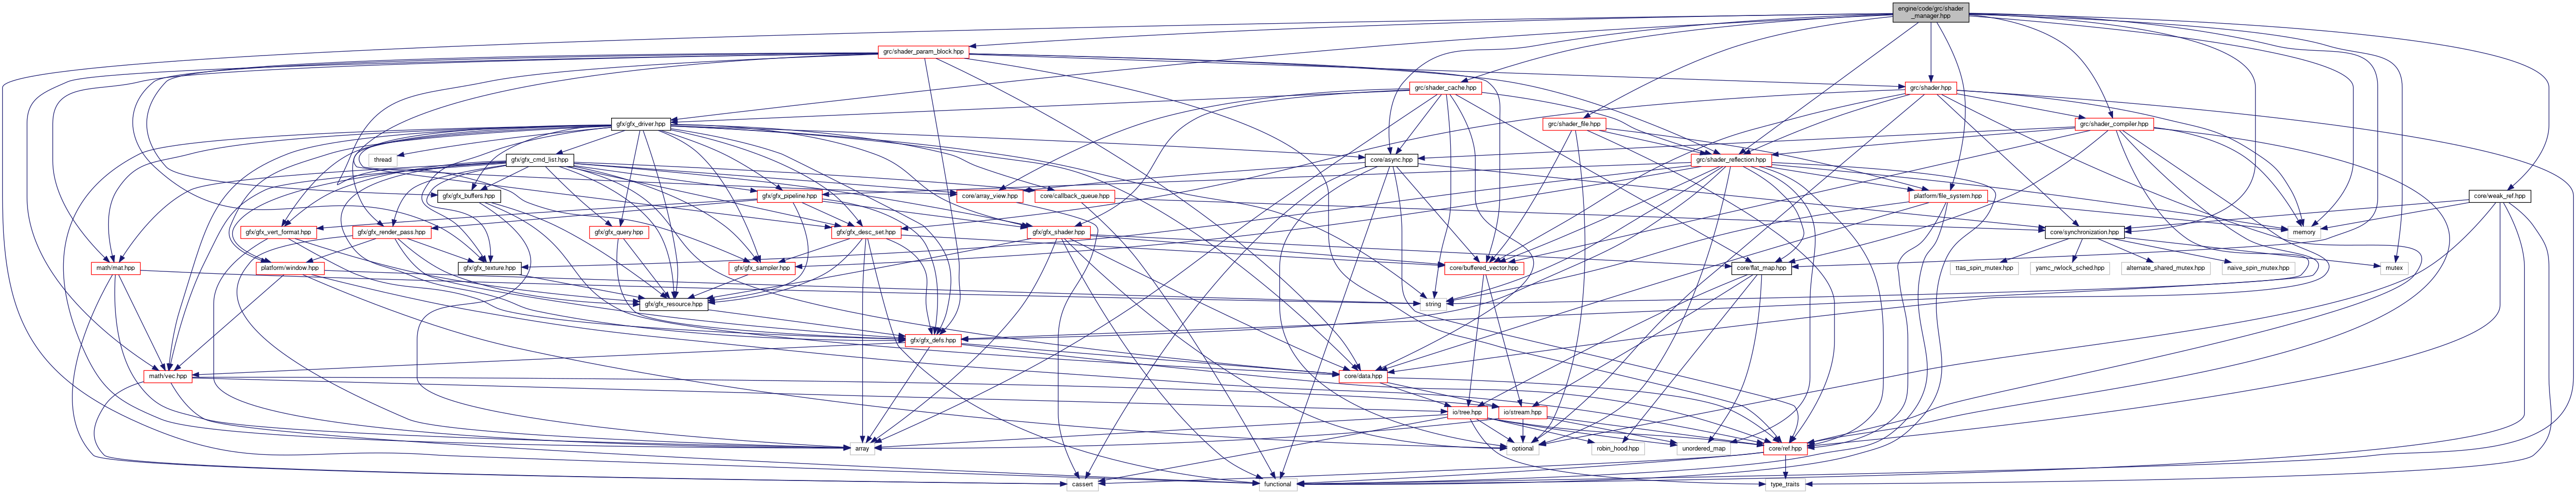 engine/code/grc/shader
_manager.hpp
grc/shader_param_block.hpp
grc/shader_cache.hpp
grc/shader.hpp
gfx/gfx_driver.hpp
grc/shader_file.hpp
grc/shader_compiler.hpp
thread
gfx/gfx_cmd_list.hpp
core/async.hpp
grc/shader_reflection.hpp
gfx/gfx_buffers.hpp
gfx/gfx_pipeline.hpp
core/array_view.hpp
core/callback_queue.hpp
platform/file_system.hpp
core/weak_ref.hpp
gfx/gfx_vert_format.hpp
gfx/gfx_render_pass.hpp
gfx/gfx_query.hpp
gfx/gfx_desc_set.hpp
gfx/gfx_shader.hpp
core/synchronization.hpp
memory
math/mat.hpp
platform/window.hpp
gfx/gfx_texture.hpp
gfx/gfx_sampler.hpp
core/buffered_vector.hpp
core/flat_map.hpp
ttas_spin_mutex.hpp
yamc_rwlock_sched.hpp
alternate_shared_mutex.hpp
naive_spin_mutex.hpp
mutex
gfx/gfx_resource.hpp
string
gfx/gfx_defs.hpp
math/vec.hpp
core/data.hpp
io/tree.hpp
io/stream.hpp
array
optional
robin_hood.hpp
unordered_map
core/ref.hpp
cassert
functional
type_traits